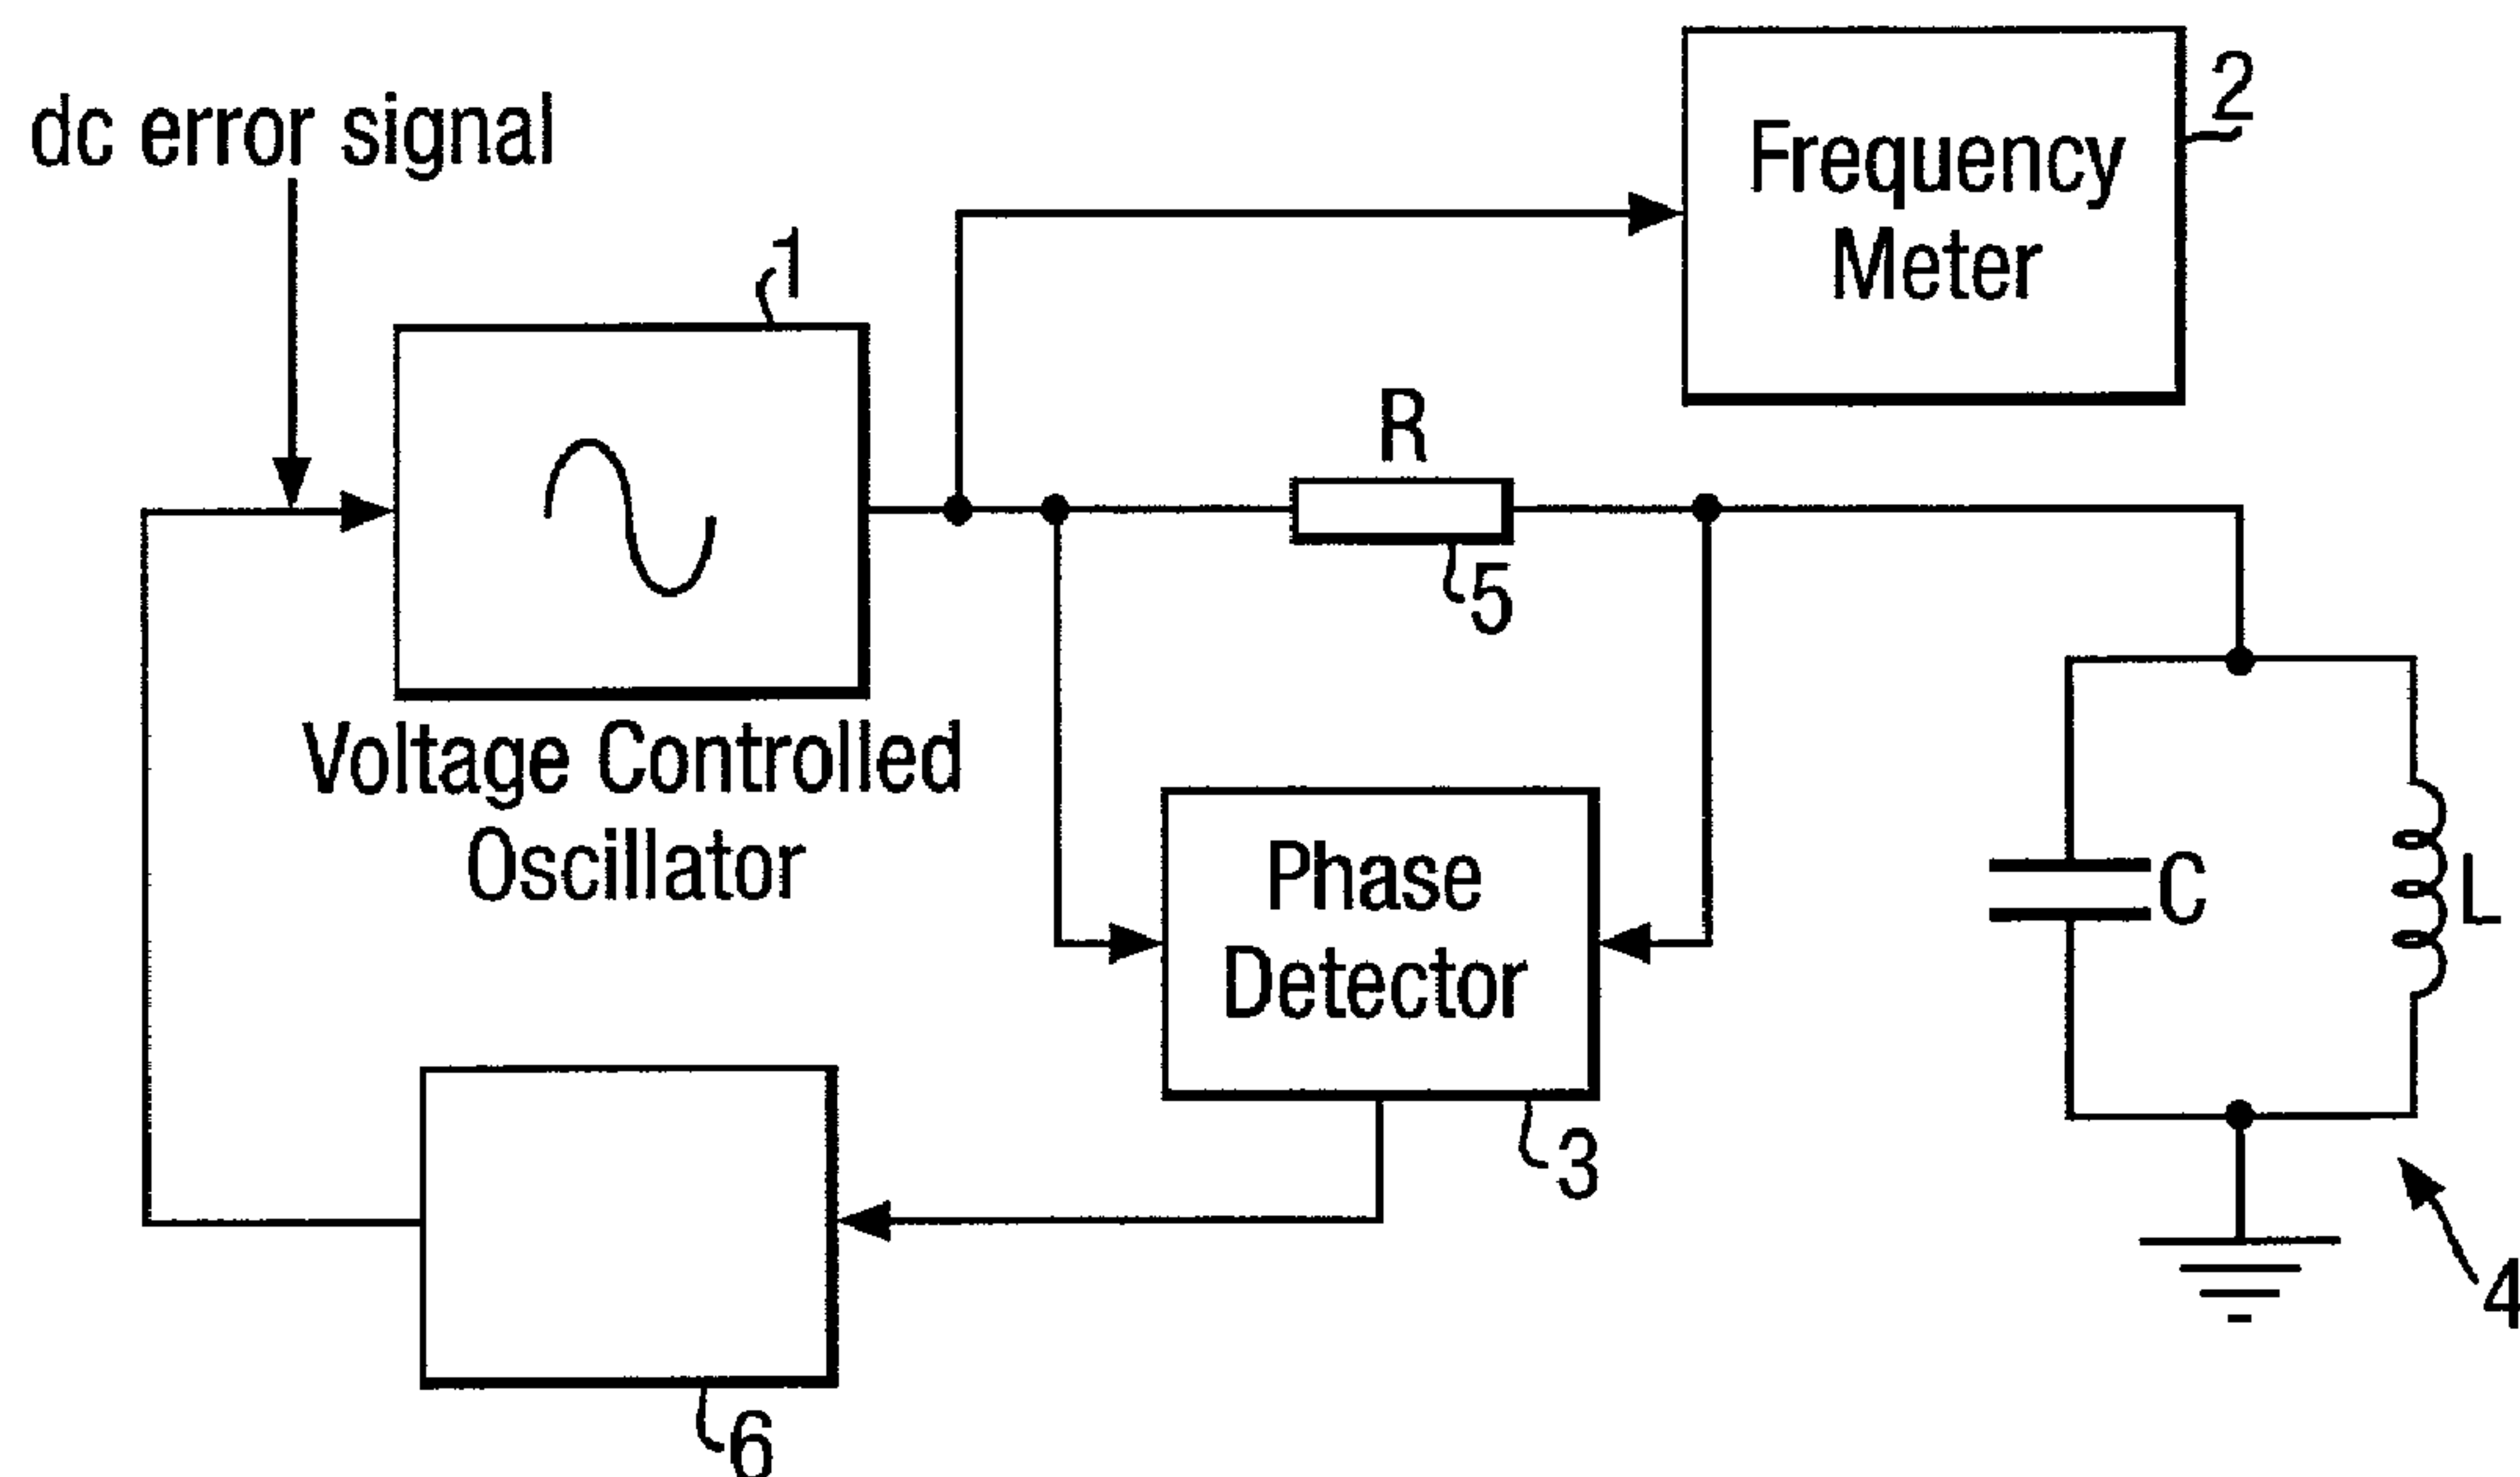 dc error signal
1
Frequency
Meter
2
R
5
Voltage Controlled
Oscillator
Phase
Detector
3
C
L
4
6